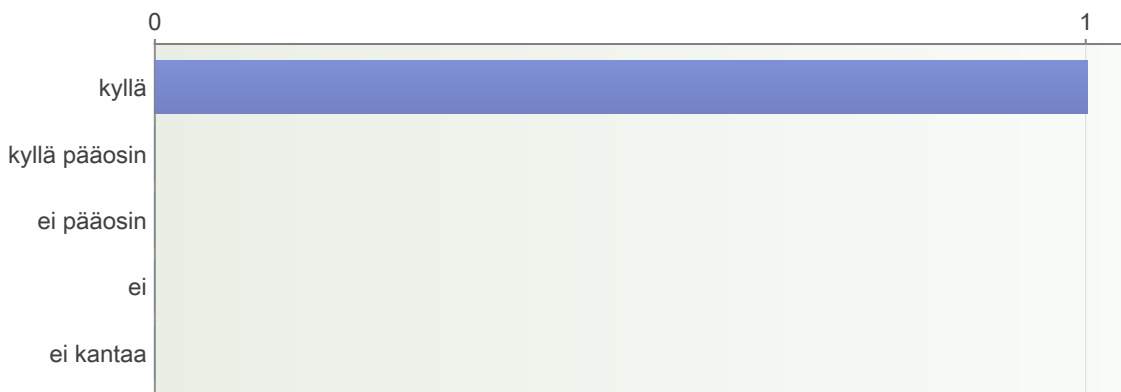 0 1
kyllä
kyllä pääosin
ei pääosin
ei
ei kantaa